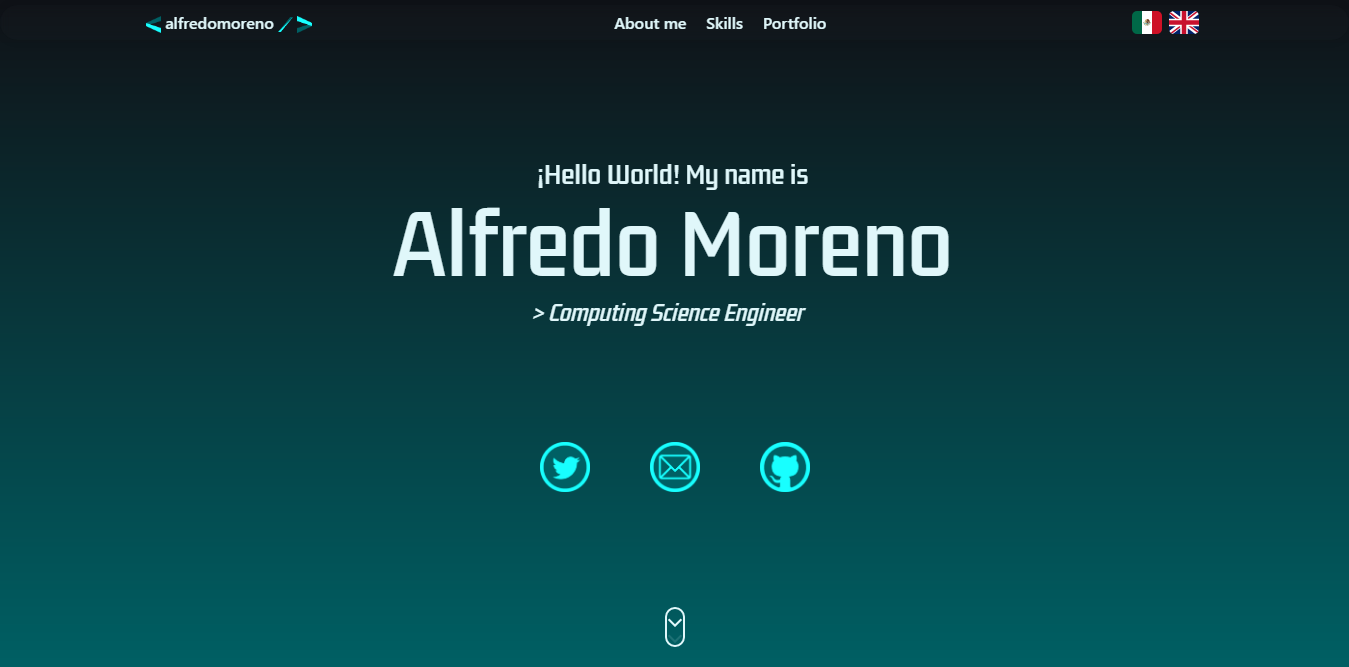 < alfredomoreno / >
About me Skills Portfolio
¡Hello World! My name is
Alfredo Moreno
> Computing Science Engineer